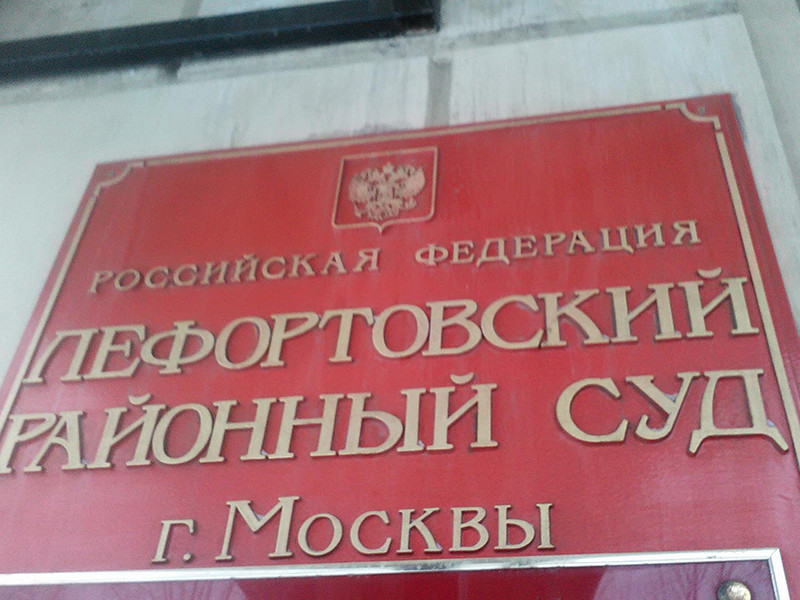 РОССИЙСКАЯ ФЕДЕРАЦИЯ
ЛЕФОРТОВСКИЙ
РАЙОННЫЙ СУД
г. МОСКВЫ